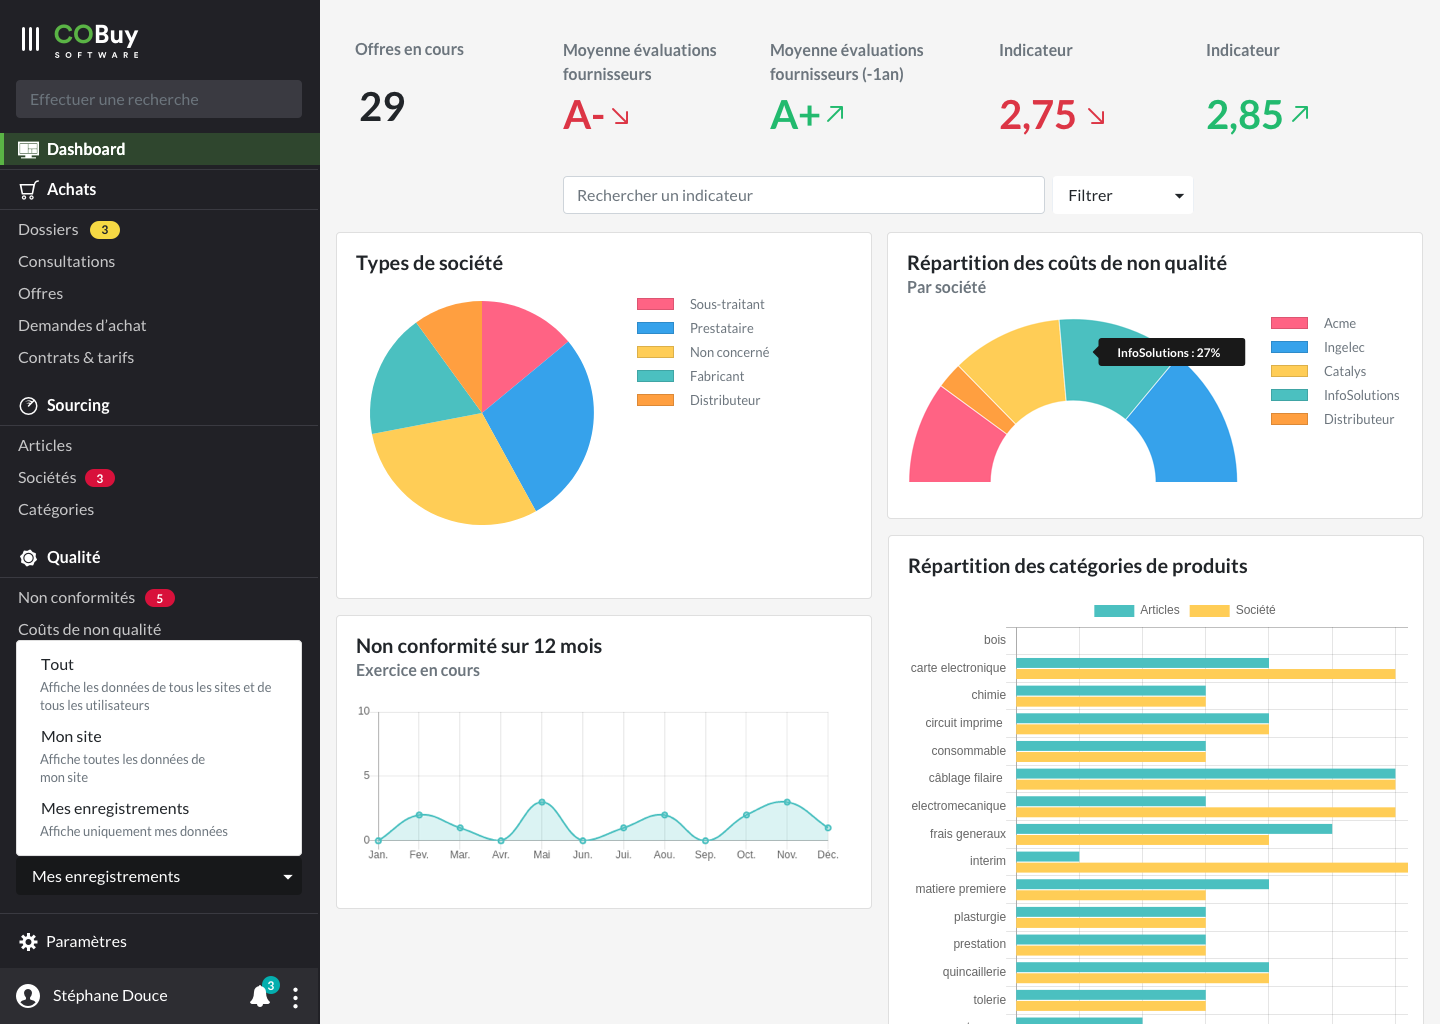 COBuy
SOFTWARE
Effectuer une recherche
Dashboard
Achats
Dossiers 3
Consultations
Offres
Demandes d'achat
Contrats & tarifs
Sourcing
Articles
Sociétés 3
Catégories
Qualité
Non conformités 5
Coûts de non qualité
Tout
Affiche les données de tous les sites et de
tous les utilisateurs
Mon site
Affiche toutes les données de
mon site
Mes enregistrements
Affiche uniquement mes données
Mes enregistrements
Paramètres
Stéphane Douce 3
Offres en cours
29
Moyenne évaluations
fournisseurs
A-
Moyenne évaluations
fournisseurs (-1an)
A+
Indicateur
2,75
Indicateur
2,85
Rechercher un indicateur
Filtrer
Types de société
Sous-traitant
Prestataire
Non concerné
Fabricant
Distributeur
Répartition des coûts de non qualité
Par société
InfoSolutions : 27%
Acme
Ingelec
Catalys
InfoSolutions
Distributeur
Non conformité sur 12 mois
Exercice en cours
10
5
0
Jan. Fev. Mar. Avr. Mai Jun. Jui. Aou. Sep. Oct. Nov. Déc.
Répartition des catégories de produits
Articles Société
bois
carte electronique
chimie
circuit imprime
consommable
câblage filaire
electromecanique
frais generaux
interim
matiere premiere
plasturgie
prestation
quincaillerie
tolerie